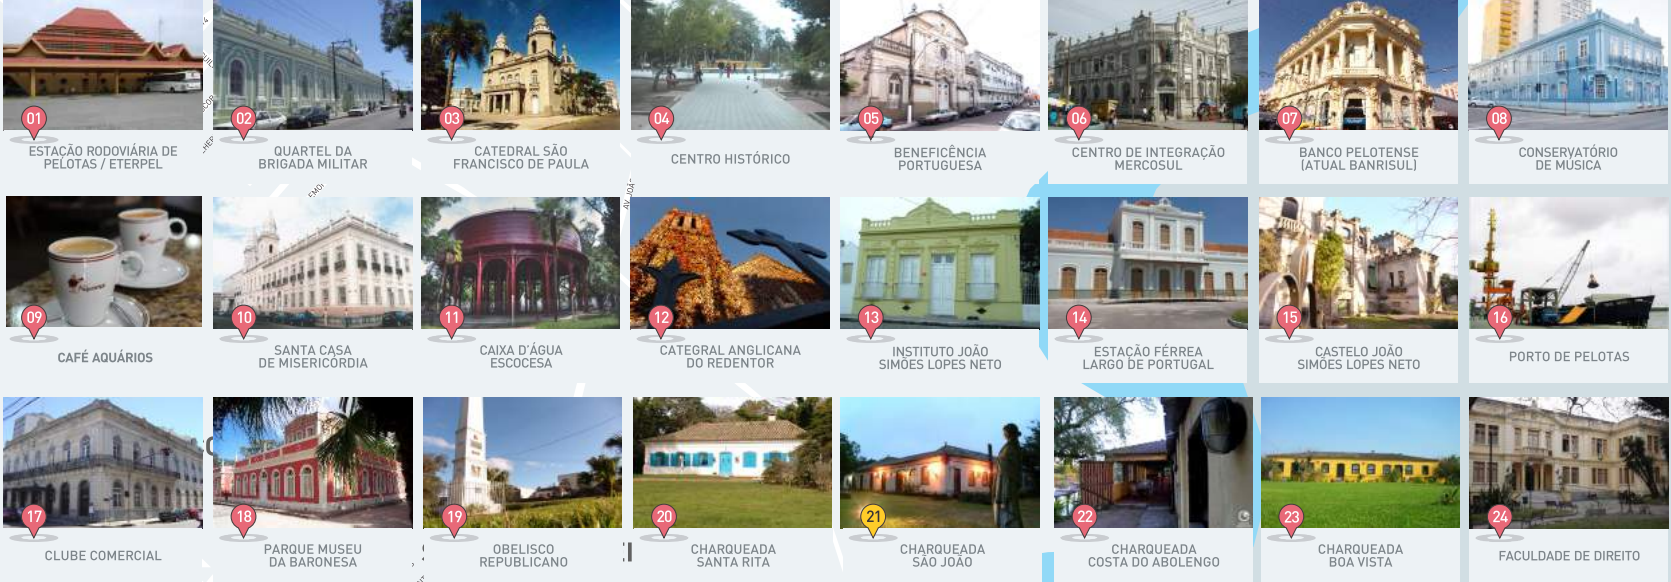 01
ESTAÇÃO RODOVIÁRIA DE
PELOTAS / ETERPEL
02
QUARTEL DA
BRIGADA MILITAR
03
CATEDRAL SÃO
FRANCISCO DE PAULA
04
CENTRO HISTÓRICO
05
BENEFICÊNCIA
PORTUGUESA
06
CENTRO DE INTEGRAÇÃO
MERCOSUL
07
BANCO PELOTENSE
(ATUAL BANRISUL)
08
CONSERVATÓRIO
DE MÚSICA
09
CAFÉ AQUÁRIOS
10
SANTA CASA
DE MISERICÓRDIA
11
CAIXA D'ÁGUA
ESCOCESA
12
CATEGRAL ANGLICANA
DO REDENTOR
13
INSTITUTO JOÃO
SIMÕES LOPES NETO
14
ESTAÇÃO FÉRREA
LARGO DE PORTUGAL
15
CASTELO JOÃO
SIMÕES LOPES NETO
16
PORTO DE PELOTAS
17
CLUBE COMERCIAL
18
PARQUE MUSEU
DA BARONESA
19
OBELISCO
REPUBLICANO
20
CHARQUEADA
SANTA RITA
21
CHARQUEADA
SÃO JOÃO
22
CHARQUEADA
COSTA DO ABOLENGO
23
CHARQUEADA
BOA VISTA
24
FACULDADE DE DIREITO